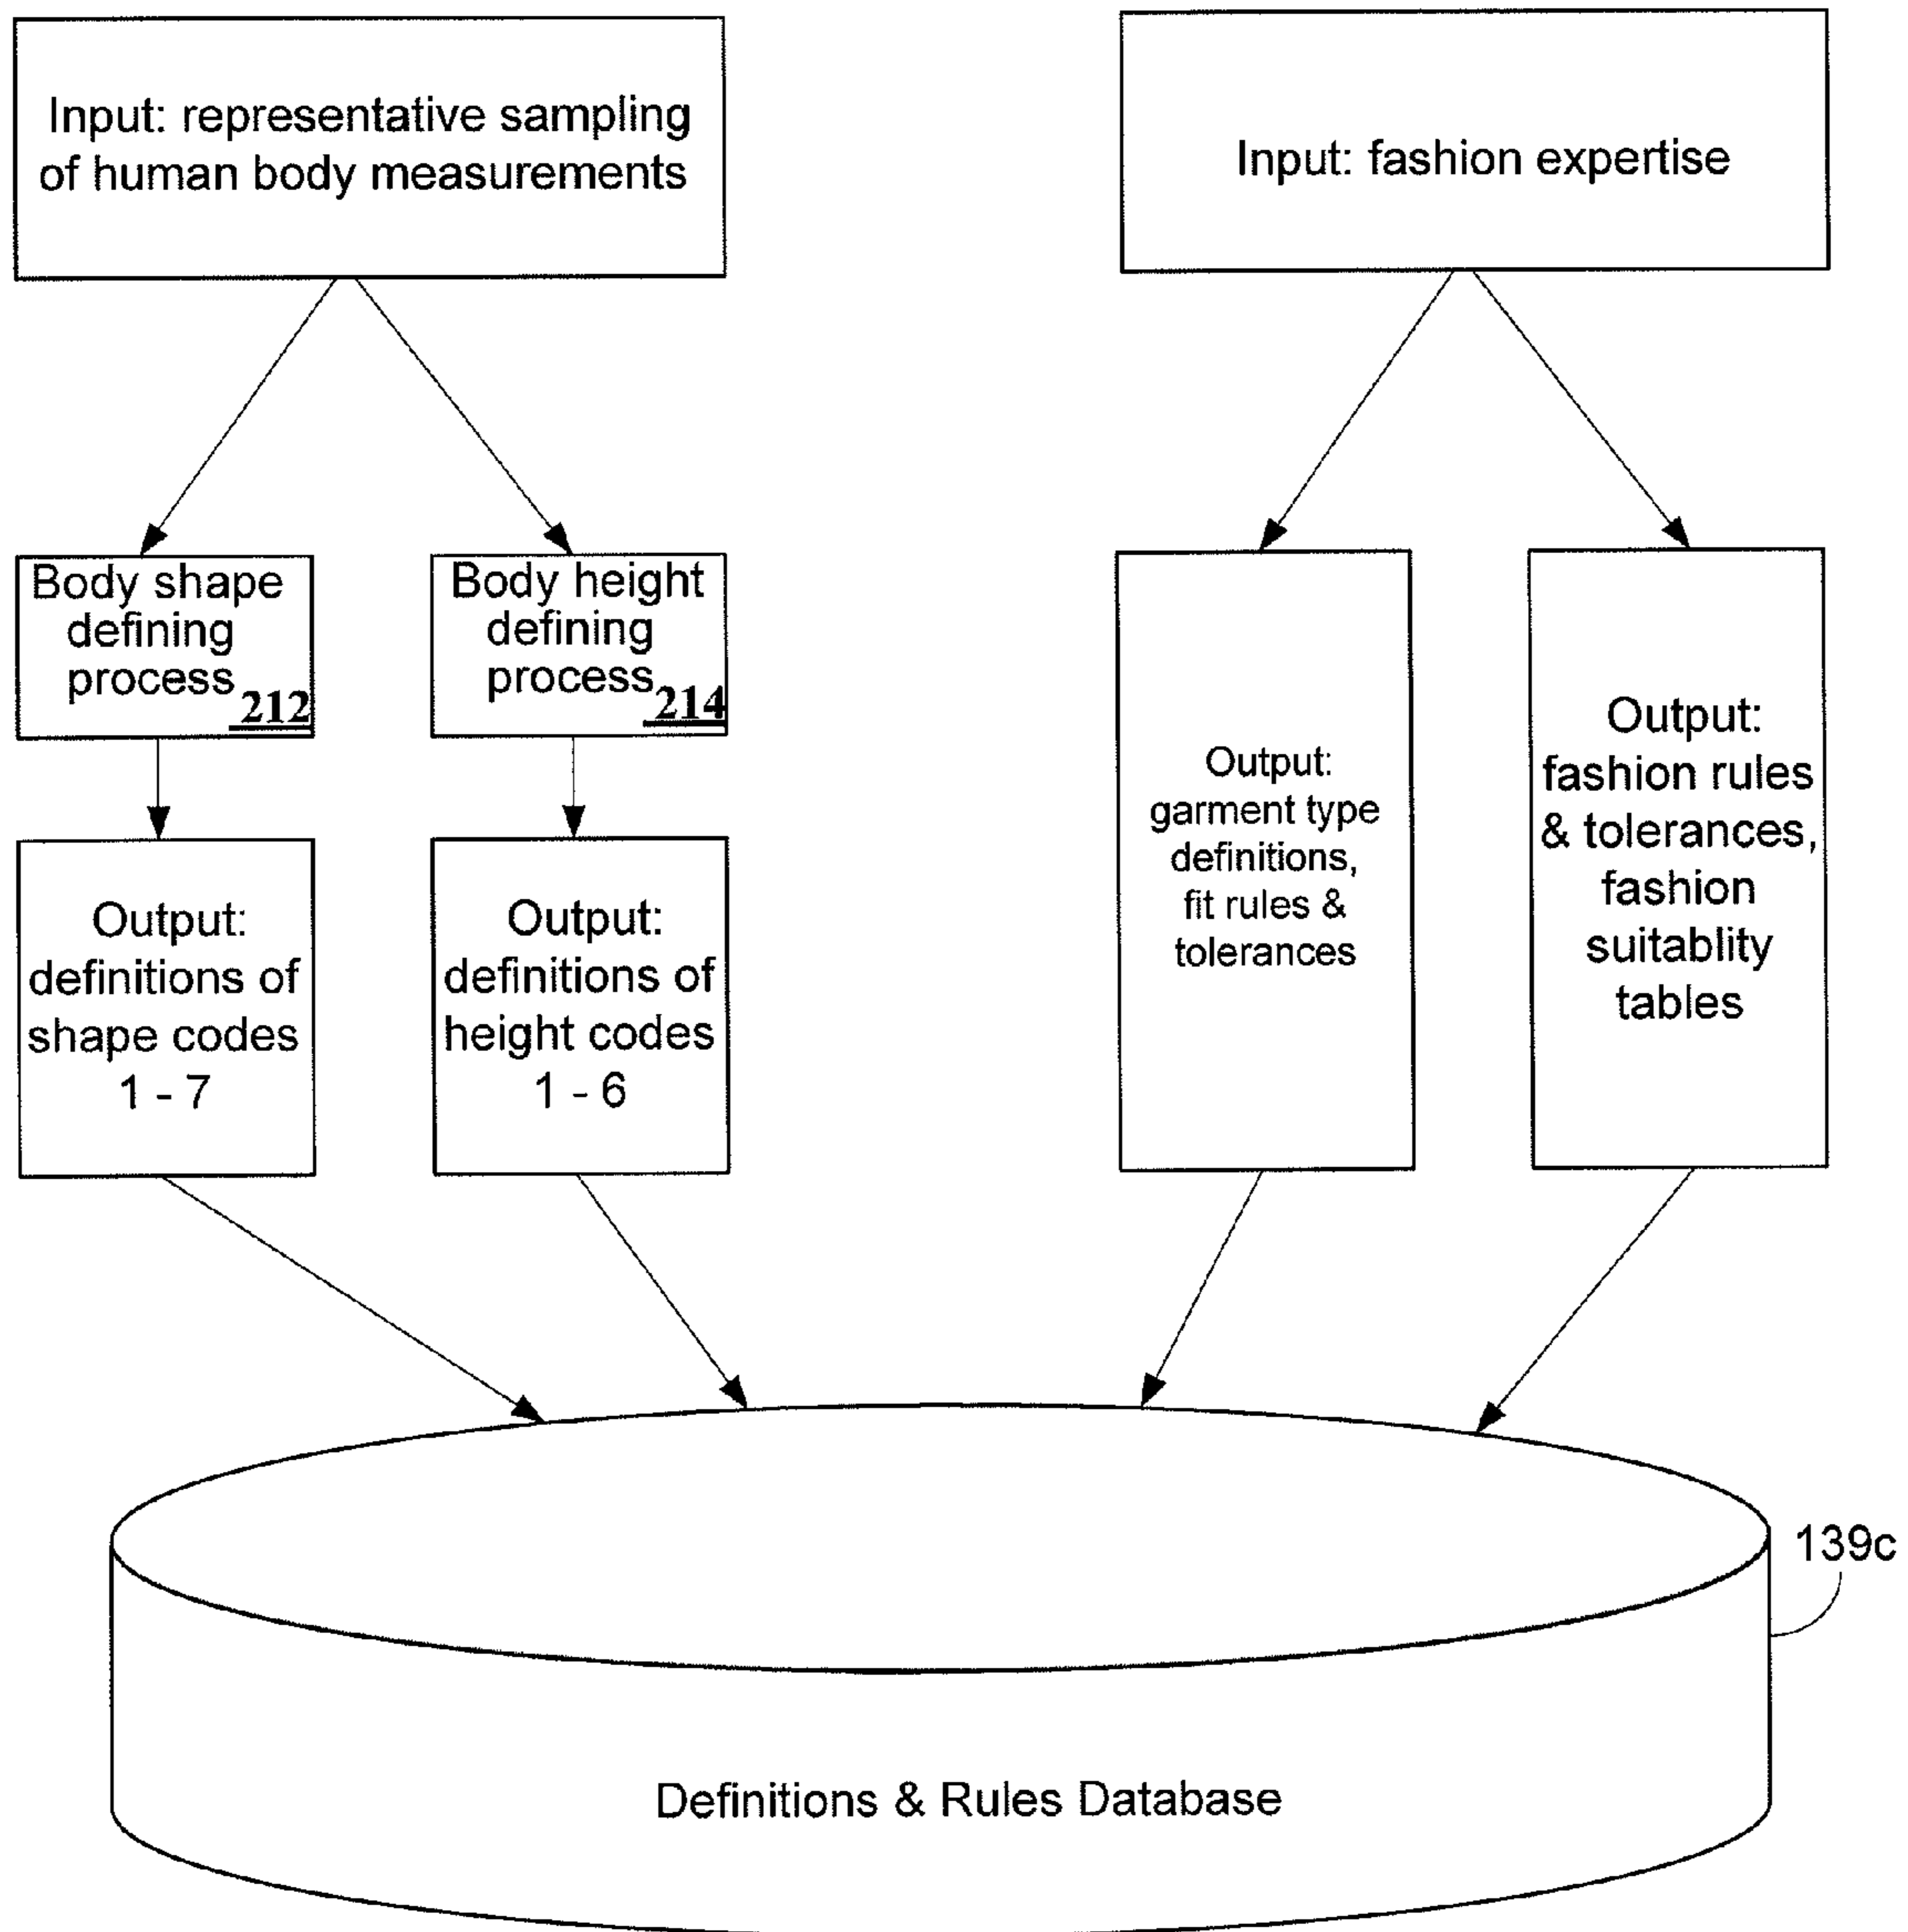 Input: representative sampling
of human body measurements
Input: fashion expertise
Body shape
defining
process
212
Body height
defining
process
214
Output:
definitions of
shape codes
1 - 7
Output:
definitions of
height codes
1 - 6
Output:
garment type
definitions,
fit rules &
tolerances
Output:
fashion rules
& tolerances,
fashion
suitablity
tables
139c
Definitions & Rules Database